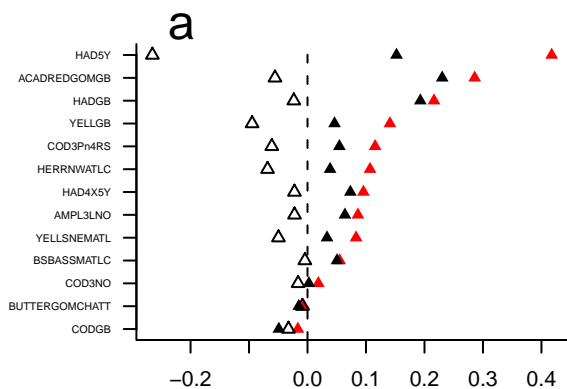 a
HAD5Y
ACADREDGOMGB
HADGB
YELLGB
COD3Pn4RS
HERRNWATLC
HAD4X5Y
AMPL3LNO
YELLSNEMATL
BSBASSMATLC
COD3NO
BUTTERGOMCHATT
CODGB
−0.2 0.0 0.1 0.2 0.3 0.4